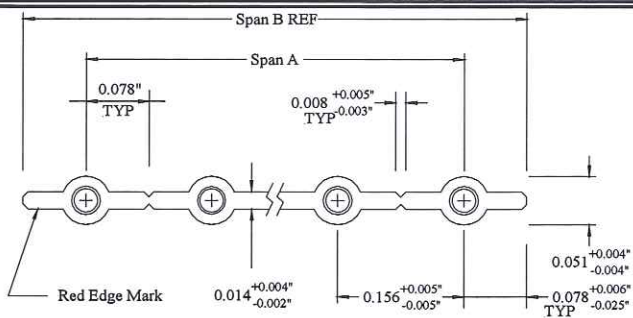 Span B REF
Span A
0.078"
TYP
0.008 +0.005"
TYP -0.003"
0.051 +0.004"
-0.004"
Red Edge Mark
0.014 +0.004"
-0.002"
0.156 +0.005"
-0.005"
0.078 +0.006"
TYP -0.025"